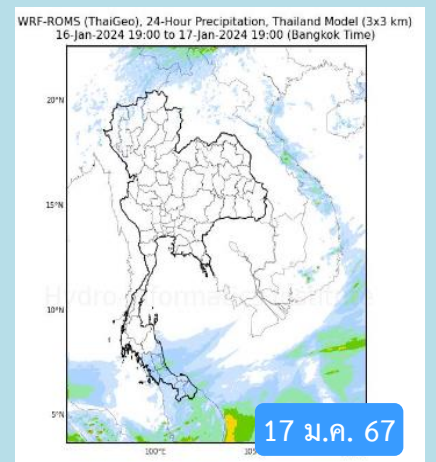 WRF-ROMS (ThaiGeo), 24-Hour Precipitation, Thailand Model (3x3 km)
16-Jan-2024 19:00 to 17-Jan-2024 19:00 (Bangkok Time)
20°N
15°N
10°N
5°N
100°E
17 ม.ค. 67